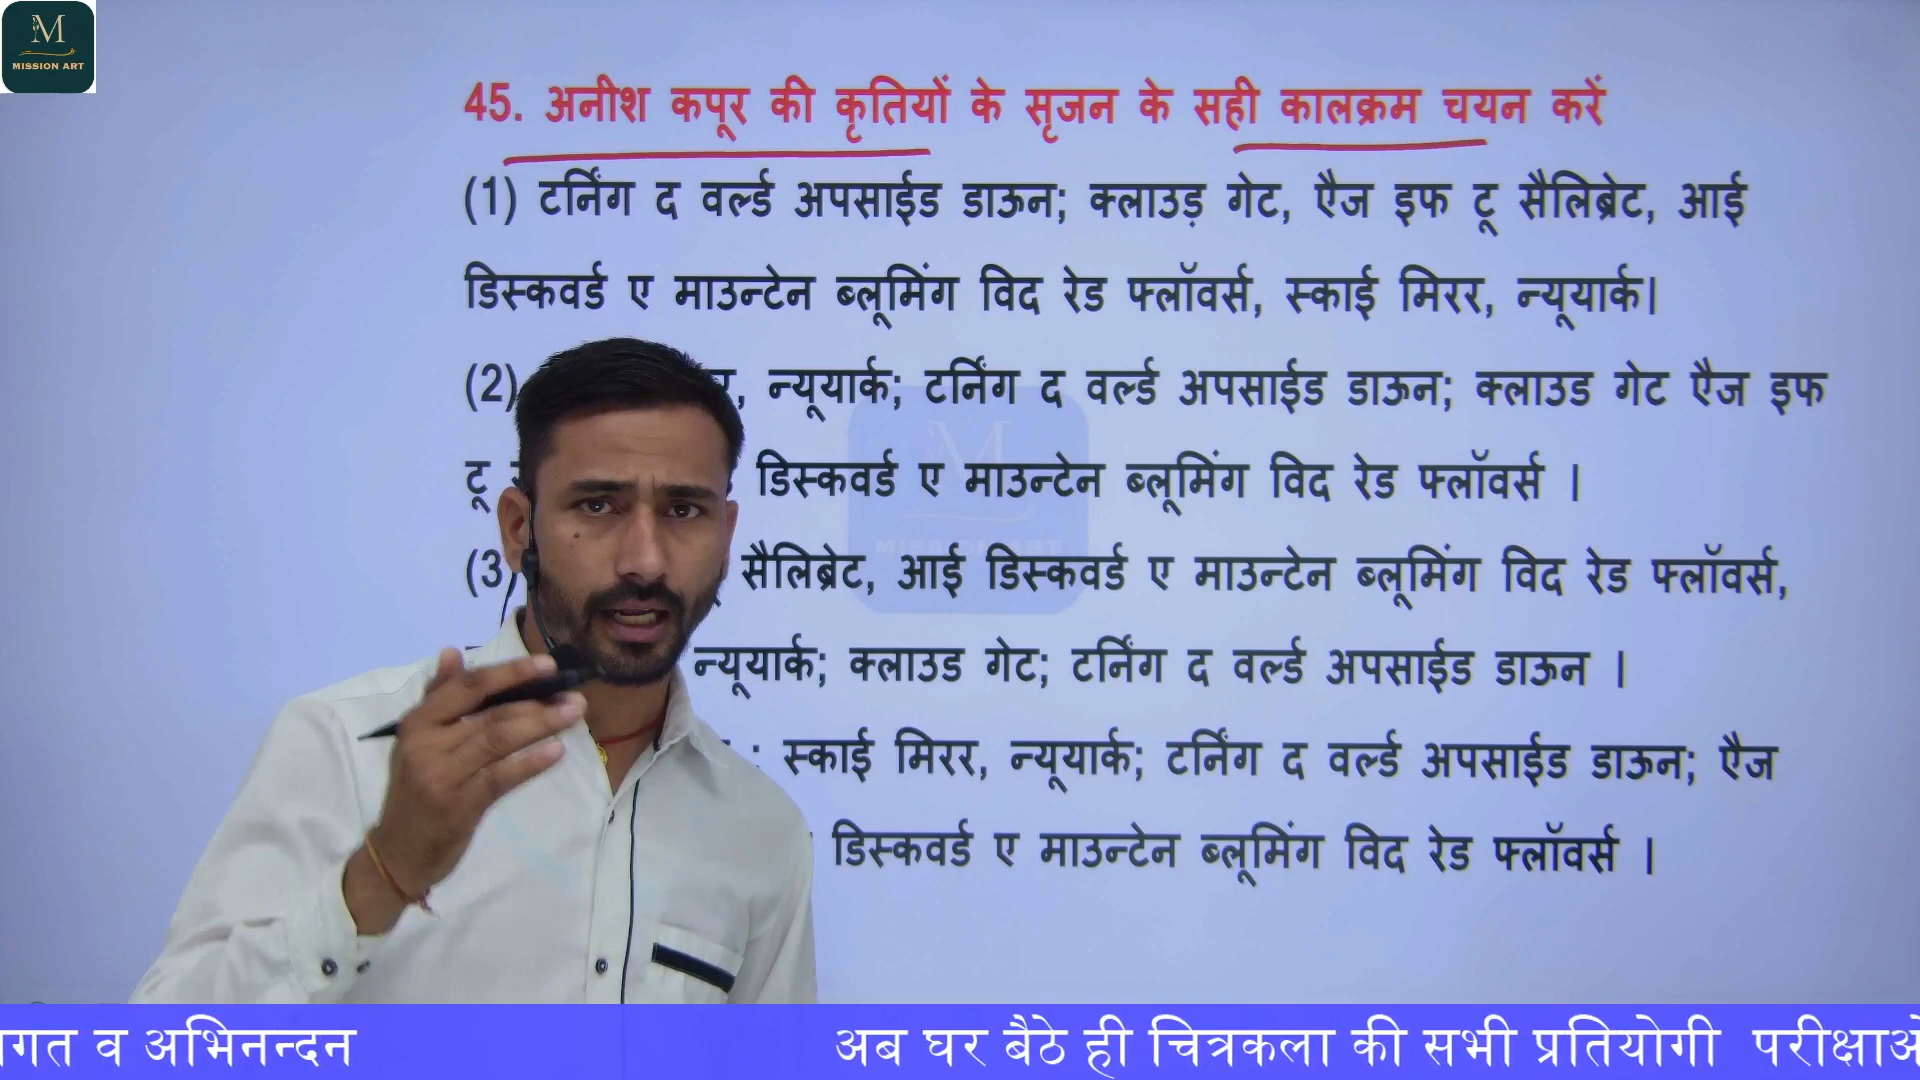 M
MISSION ART
45. अनीश कपूर की कृतियों के सृजन के सही कालक्रम चयन करें
(1) टर्निंग द वर्ल्ड अपसाईड डाऊन; क्लाउड़ गेट, एैज इफ टू सैलिब्रेट, आई
डिस्कवर्ड ए माउन्टेन ब्लूमिंग विद रेड फ्लॉवर्स, स्काई मिरर, न्यूयार्क।
(2) न्यूयार्क; टर्निंग द वर्ल्ड अपसाईड डाऊन; क्लाउड गेट एैज इफ
टू डिस्कवर्ड ए माउन्टेन ब्लूमिंग विद रेड फ्लॉवर्स ।
(3) सैलिब्रेट, आई डिस्कवर्ड ए माउन्टेन ब्लूमिंग विद रेड फ्लॉवर्स,
न्यूयार्क; क्लाउड गेट; टर्निंग द वर्ल्ड अपसाईड डाऊन ।
: स्काई मिरर, न्यूयार्क; टर्निंग द वर्ल्ड अपसाईड डाऊन; एैज
डिस्कवर्ड ए माउन्टेन ब्लूमिंग विद रेड फ्लॉवर्स ।
M
MISSION ART
व अभिनन्दन अब घर बैठे ही चित्रकला की सभी प्रतियोगी